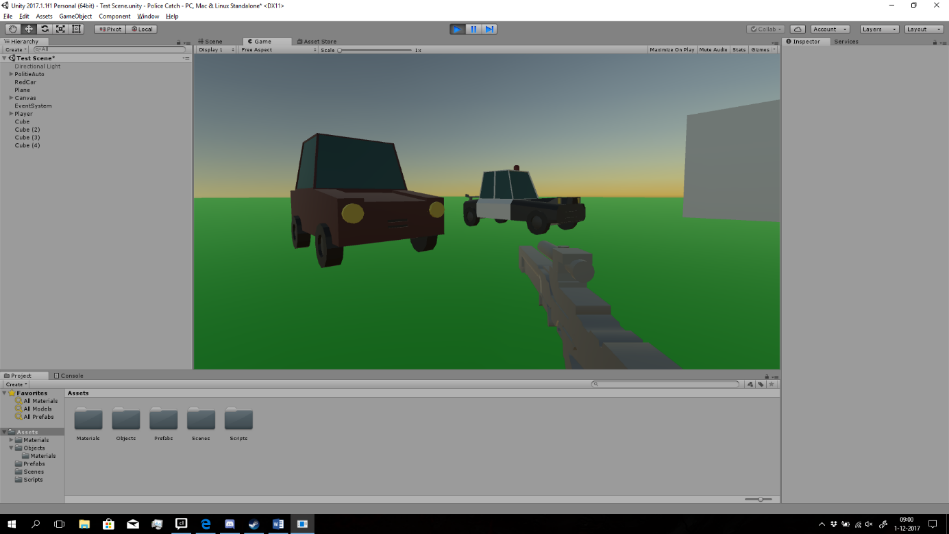 Unity 2017.1.1f1 Personal (64bit) - Test Scene.unity - Police Catch - PC, Mac & Linux Standalone* <DX11>
File Edit Assets GameObject Component Window Help
Pivot Local Collab Account Layers Layout
Hierarchy Scene Game Asset Store Inspector Services
Create All Display 1 Free Aspect Scale 1x Maximize On Play Mute Audio Stats Gizmos
Test Scene*
Directional Light
PolitieAuto
RedCar
Plane
Canvas
EventSystem
Player
Cube
Cube (2)
Cube (3)
Cube (4)
Project Console
Create
Favorites
All Materials
All Models
All Prefabs
Assets
Materials
Objects
Materials
Prefabs
Scenes
Scripts
Assets
Materials Objects Prefabs Scenes Scripts
09:00
1-12-2017